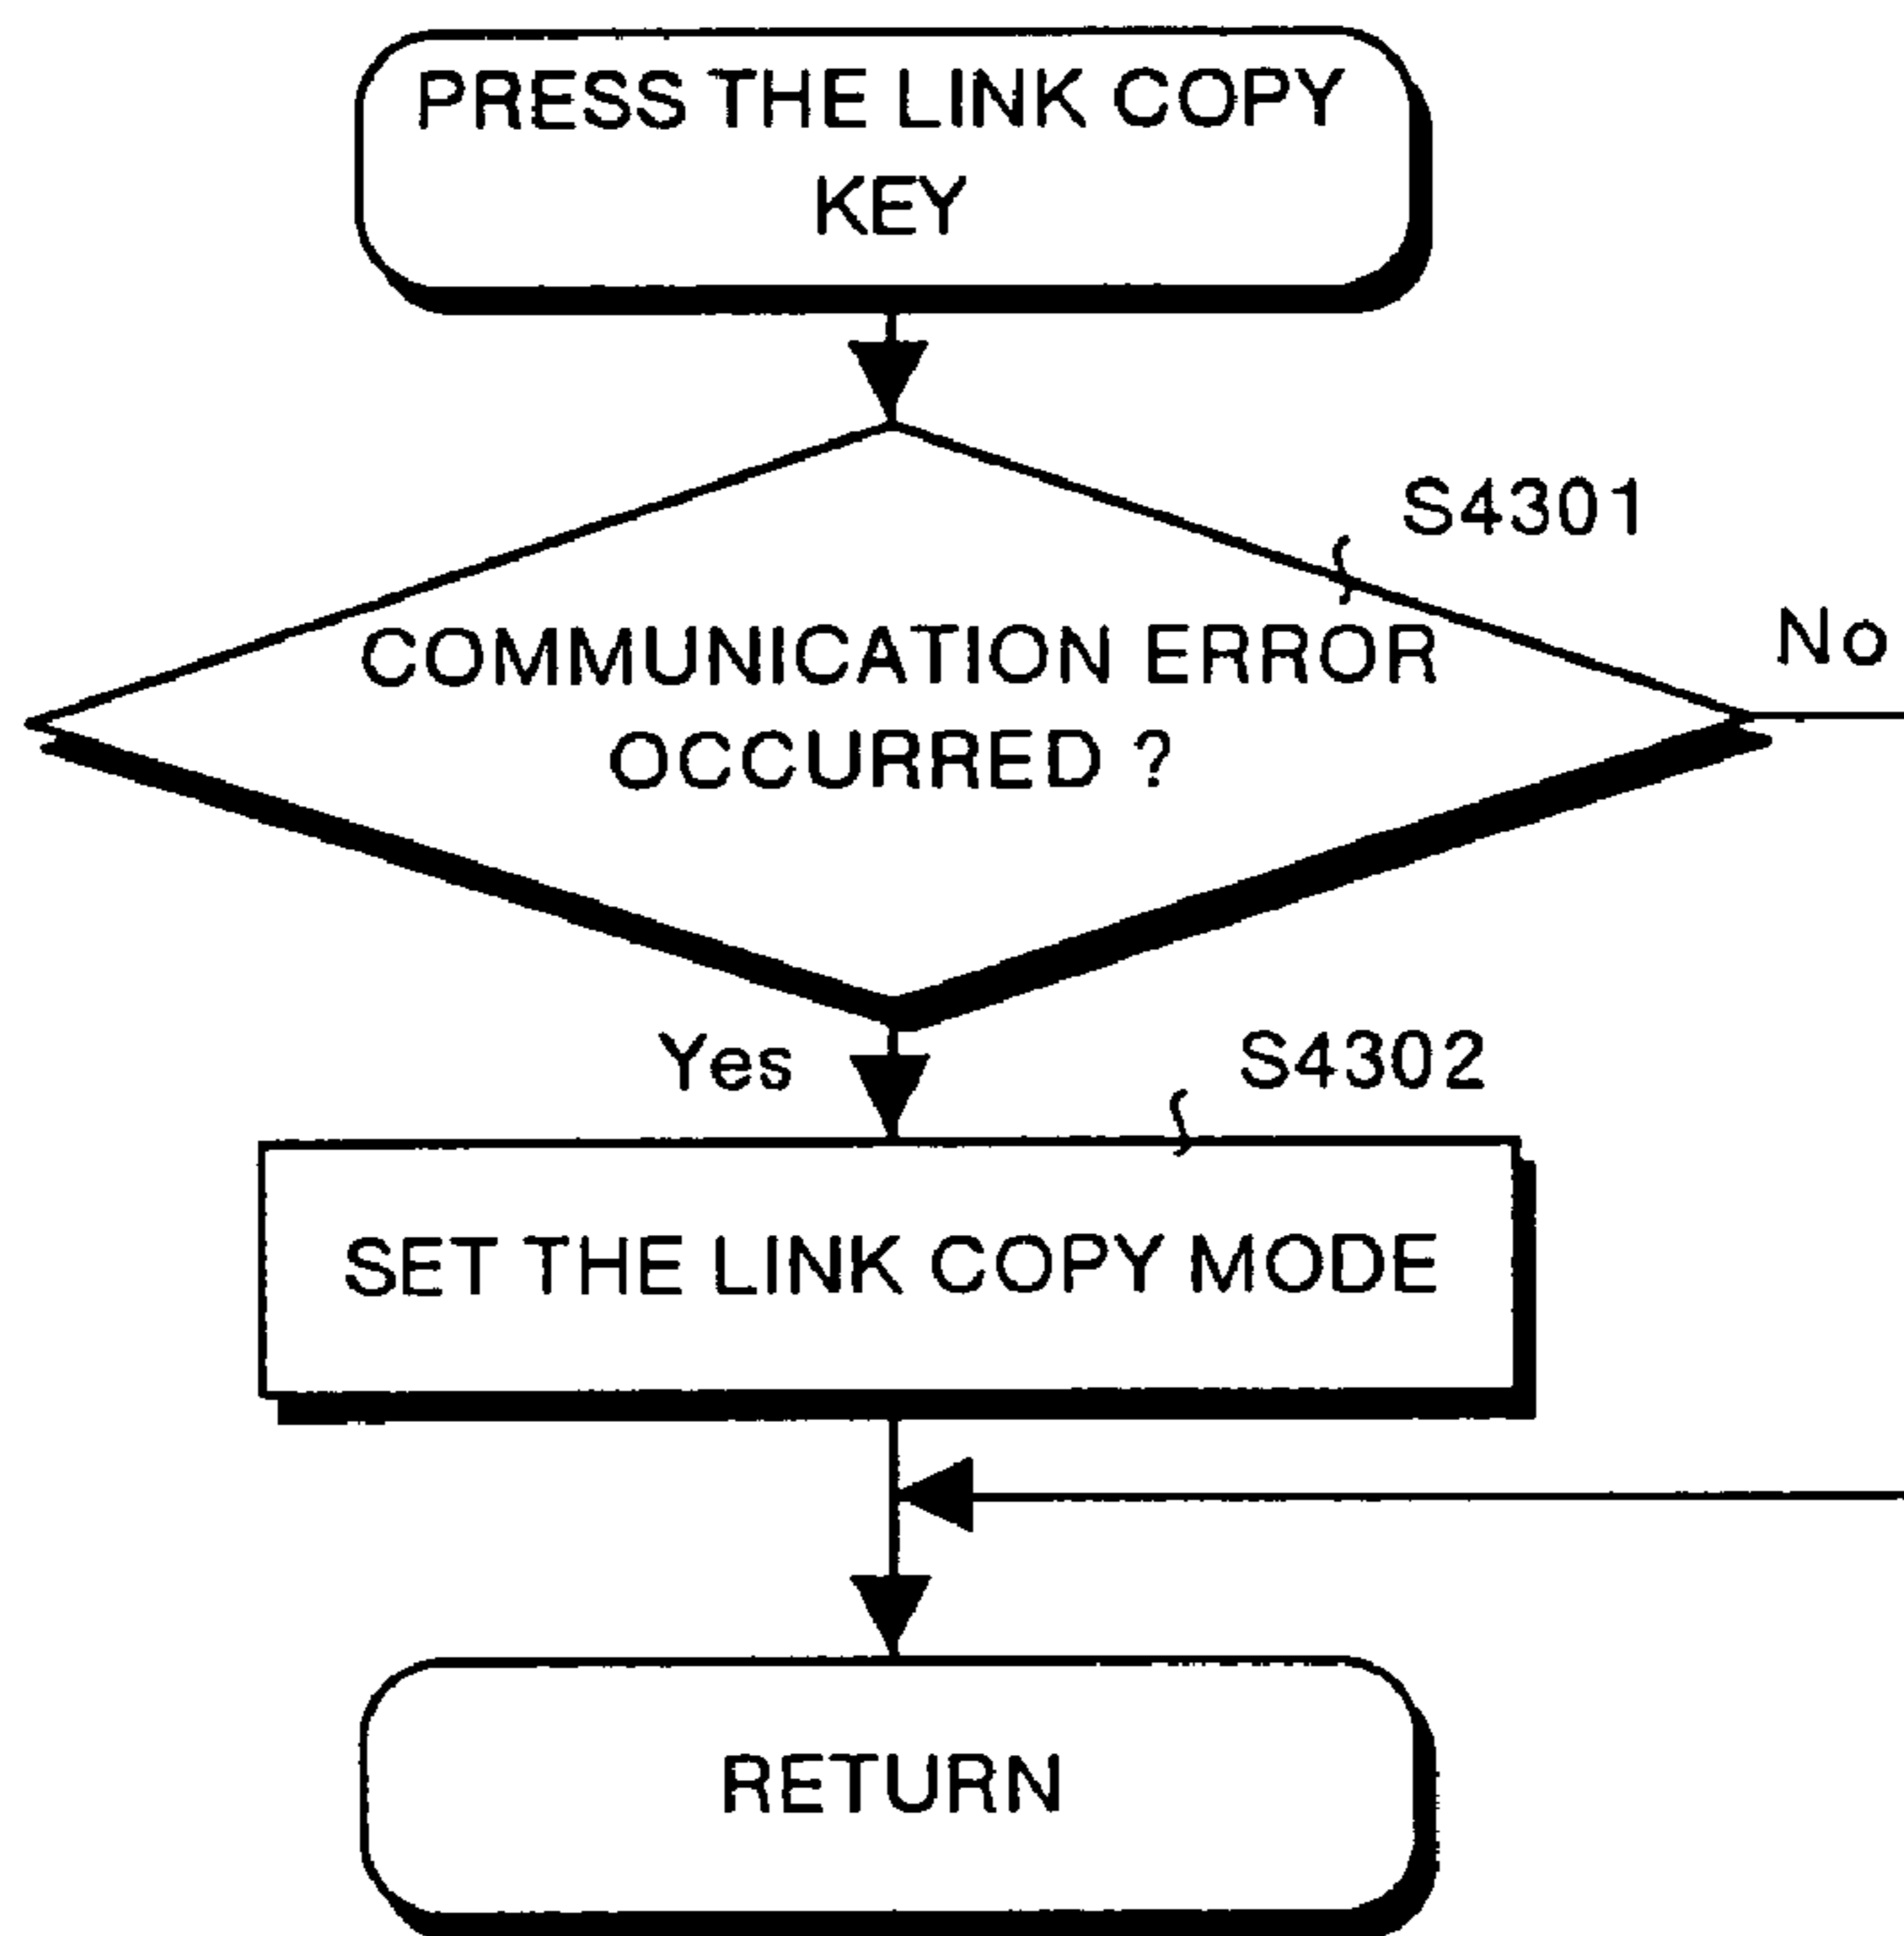 PRESS THE LINK COPY
KEY
S4301
COMMUNICATION ERROR
OCCURRED ?
No
Yes
S4302
SET THE LINK COPY MODE
RETURN